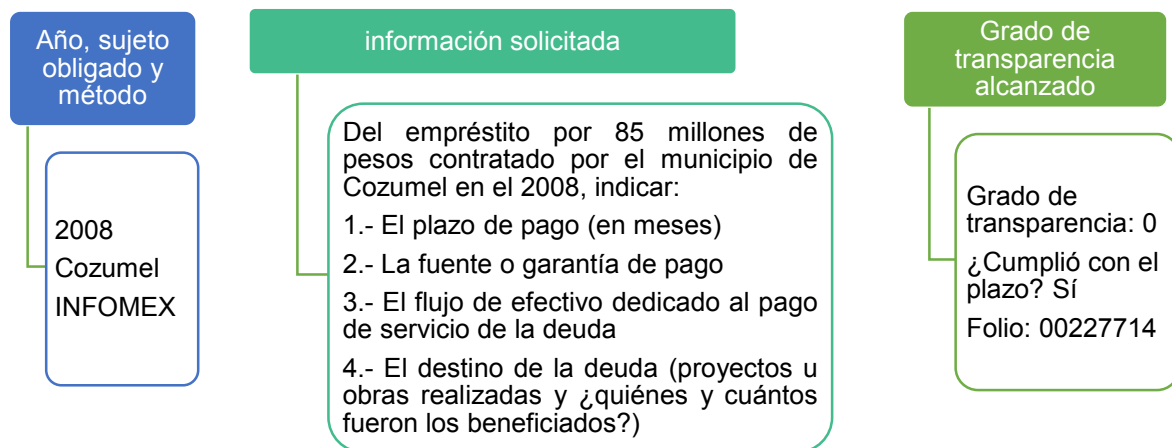 Año, sujeto
obligado y
método
2008
Cozumel
INFOMEX
información solicitada
Del empréstito por 85 millones de
pesos contratado por el municipio de
Cozumel en el 2008, indicar:
1.- El plazo de pago (en meses)
2.- La fuente o garantía de pago
3.- El flujo de efectivo dedicado al pago
de servicio de la deuda
4.- El destino de la deuda (proyectos u
obras realizadas y ¿quiénes y cuántos
fueron los beneficiados?)
Grado de
transparencia
alcanzado
Grado de
transparencia: 0
¿Cumplió con el
plazo? Sí
Folio: 00227714